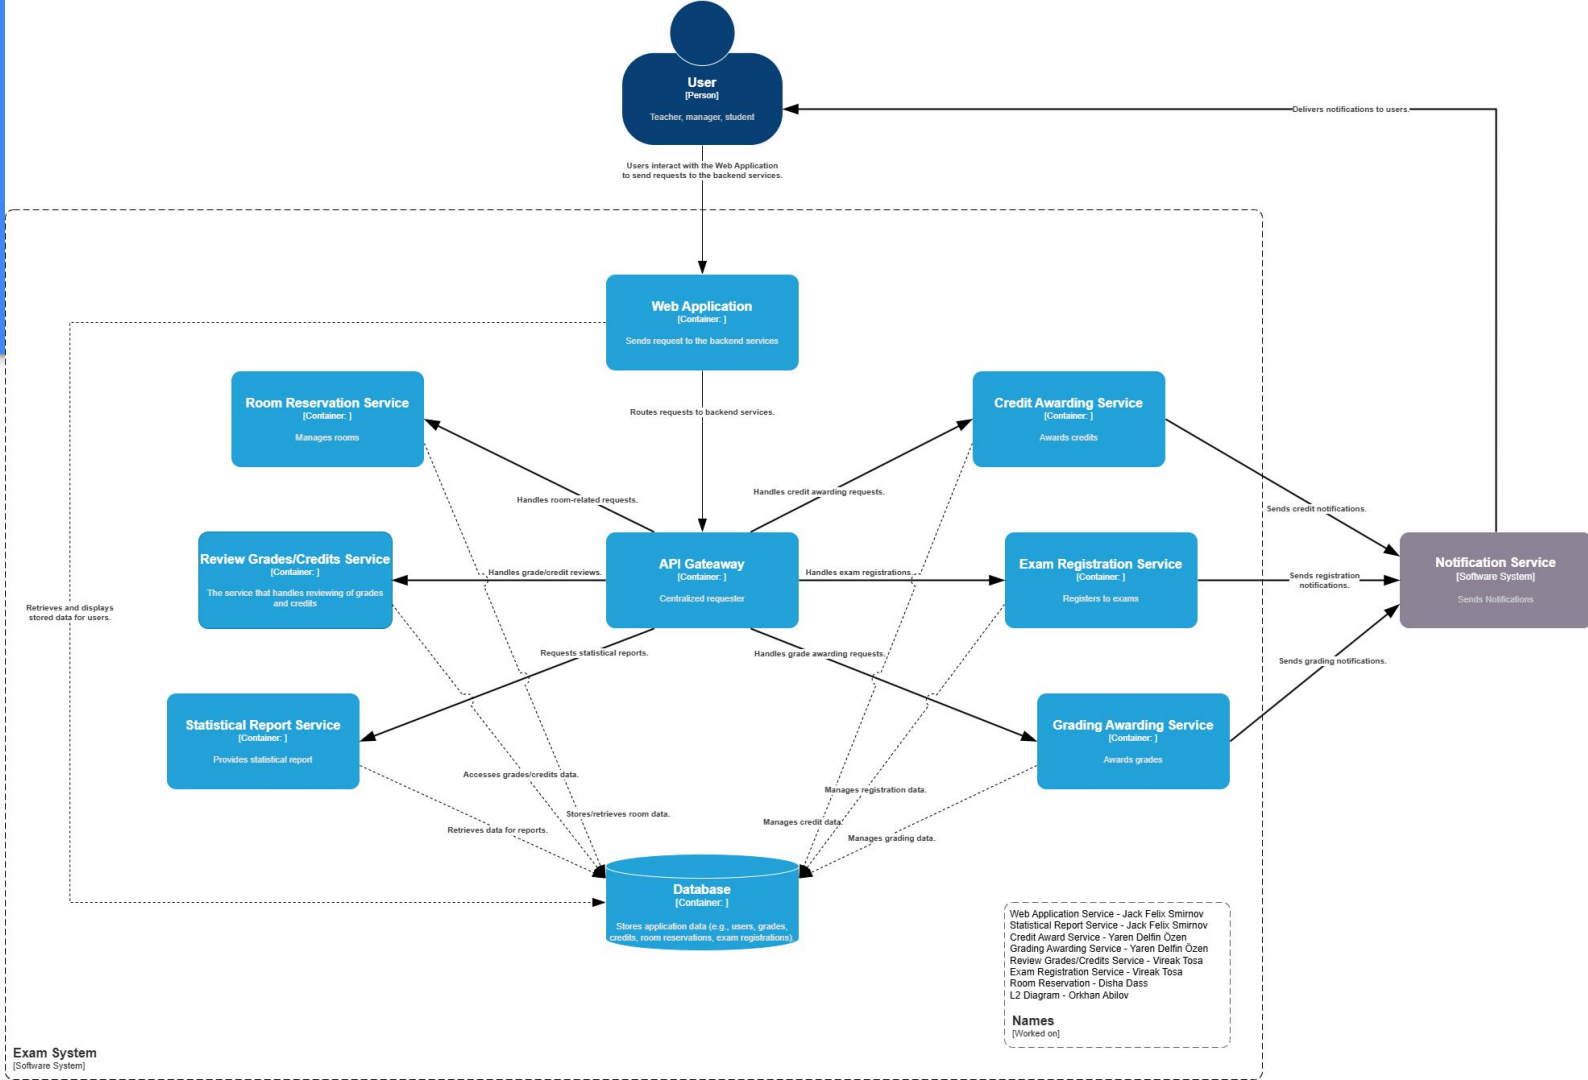 User
[Person]
Teacher, manager, student
Delivers notifications to users.
Users interact with the Web Application
to send requests to the backend services.
Web Application
[Container: ]
Sends request to the backend services
Room Reservation Service
[Container: ]
Manages rooms
Routes requests to backend services.
Credit Awarding Service
[Container: ]
Awards credits
Handles room-related requests.
Handles credit awarding requests.
Sends credit notifications.
Review Grades/Credits Service
[Container: ]
The service that handles reviewing of grades
and credits
Handles grade/credit reviews.
API Gateaway
[Container: ]
Centralized requester
Handles exam registrations.
Exam Registration Service
[Container: ]
Registers to exams
Sends registration
notifications.
Notification Service
[Software System]
Sends Notifications
Retrieves and displays
stored data for users.
Requests statistical reports.
Handles grade awarding requests.
Sends grading notifications.
Statistical Report Service
[Container: ]
Provides statistical report
Grading Awarding Service
[Container: ]
Awards grades
Accesses grades/credits data.
Manages registration data.
Stores/retrieves room data.
Manages credit data.
Retrieves data for reports.
Manages grading data.
Database
[Container: ]
Stores application data (e.g., users, grades,
credits, room reservations, exam registrations).
Web Application Service - Jack Felix Smirnov
Statistical Report Service - Jack Felix Smirnov
Credit Award Service - Yaren Delfin Özen
Grading Awarding Service - Yaren Delfin Özen
Review Grades/Credits Service - Vireak Tosa
Exam Registration Service - Vireak Tosa
Room Reservation - Disha Dass
L2 Diagram - Orkhan Abilov
Names
[Worked on]
Exam System
[Software System]